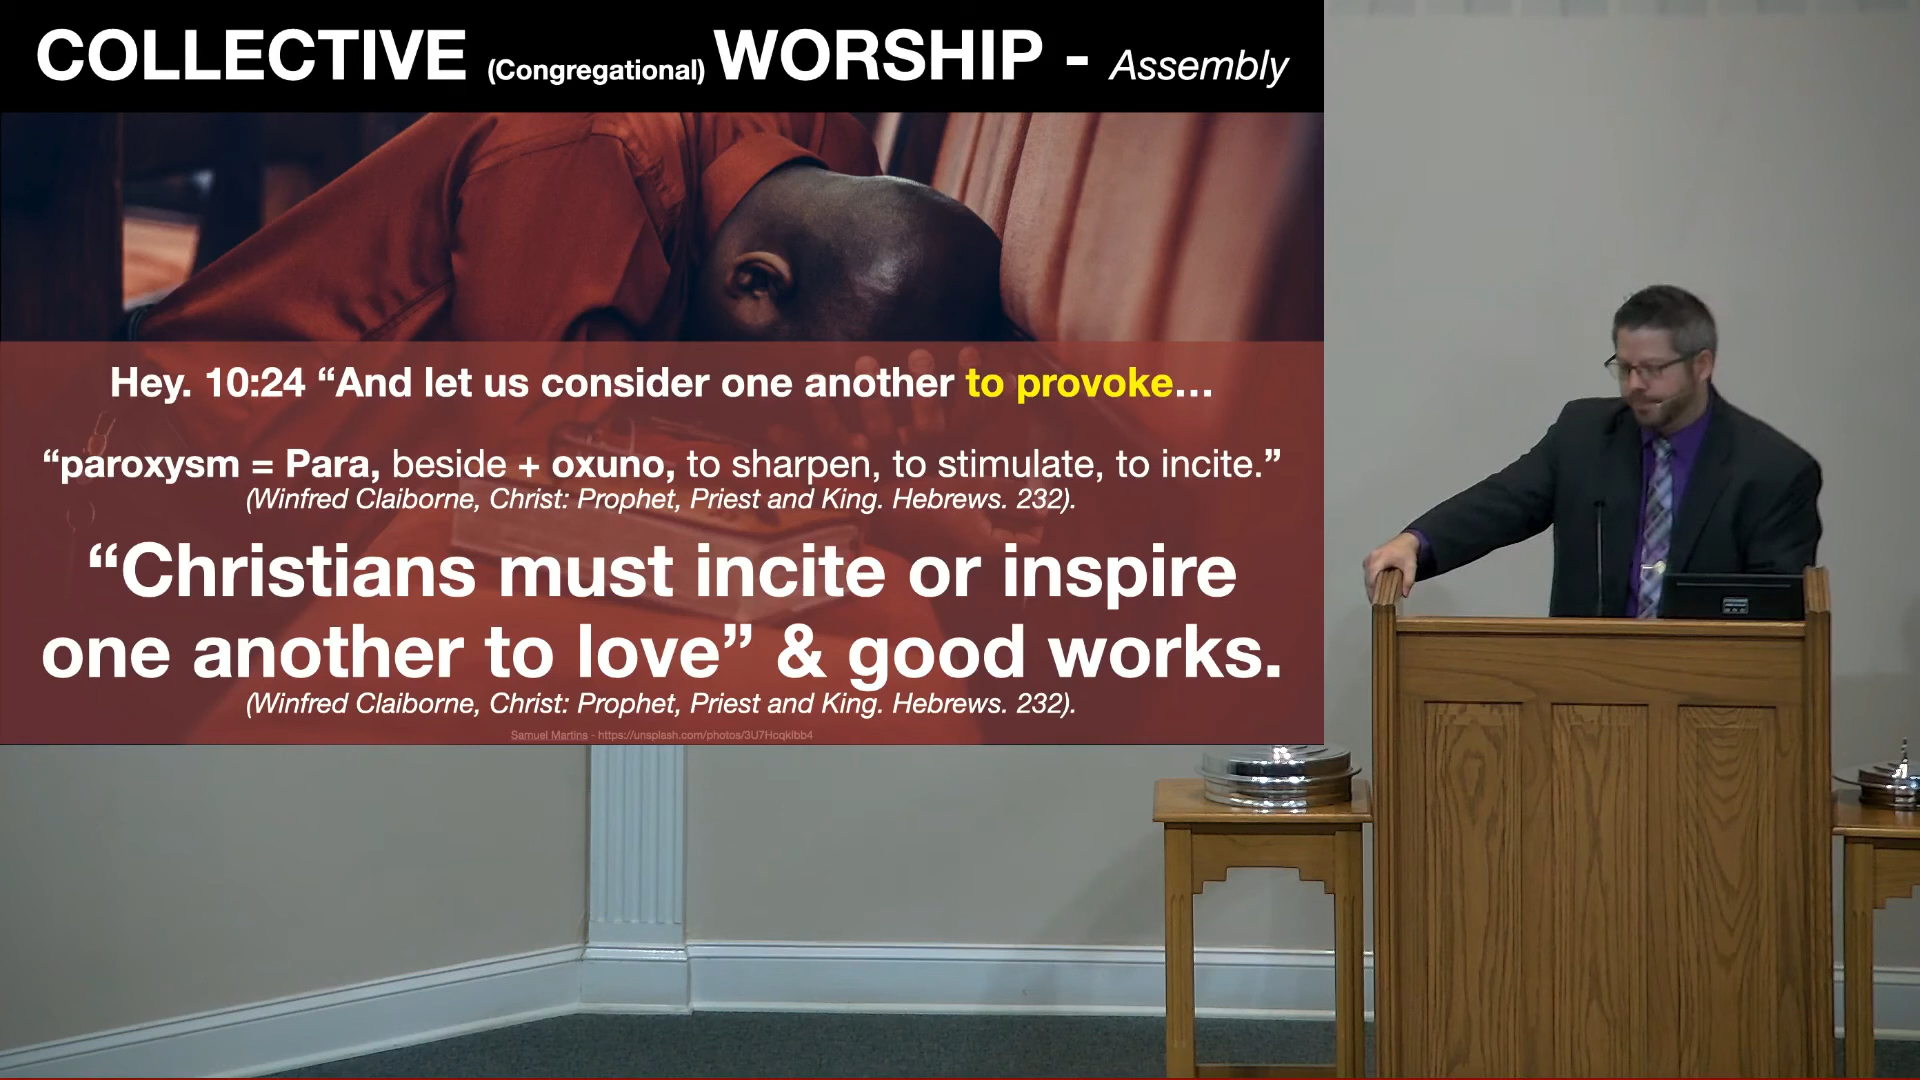 COLLECTIVE (Congregational) WORSHIP - Assembly
Hey. 10:24 “And let us consider one another to provoke…
“paroxysm = Para, beside + oxuno, to sharpen, to stimulate, to incite.”
(Winfred Claiborne, Christ: Prophet, Priest and King. Hebrews. 232).
“Christians must incite or inspire
one another to love” & good works.
(Winfred Claiborne, Christ: Prophet, Priest and King. Hebrews. 232).
Samuel Martins - https://unsplash.com/photos/3U7HcqkIbb4